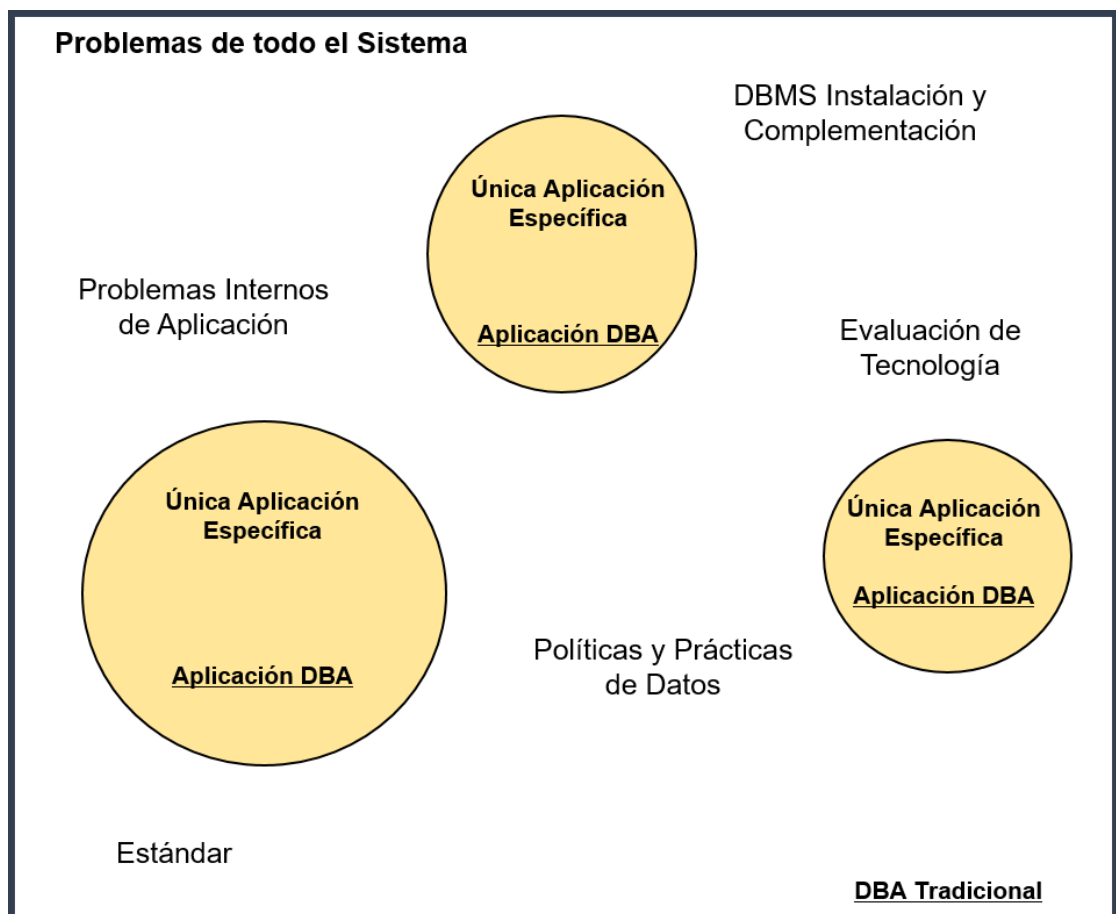 Problemas de todo el Sistema
DBMS Instalación y
Complementación
Única Aplicación
Específica
Aplicación DBA
Problemas Internos
de Aplicación
Evaluación de
Tecnología
Única Aplicación
Específica
Aplicación DBA
Única Aplicación
Específica
Aplicación DBA
Políticas y Prácticas
de Datos
Estándar
DBA Tradicional